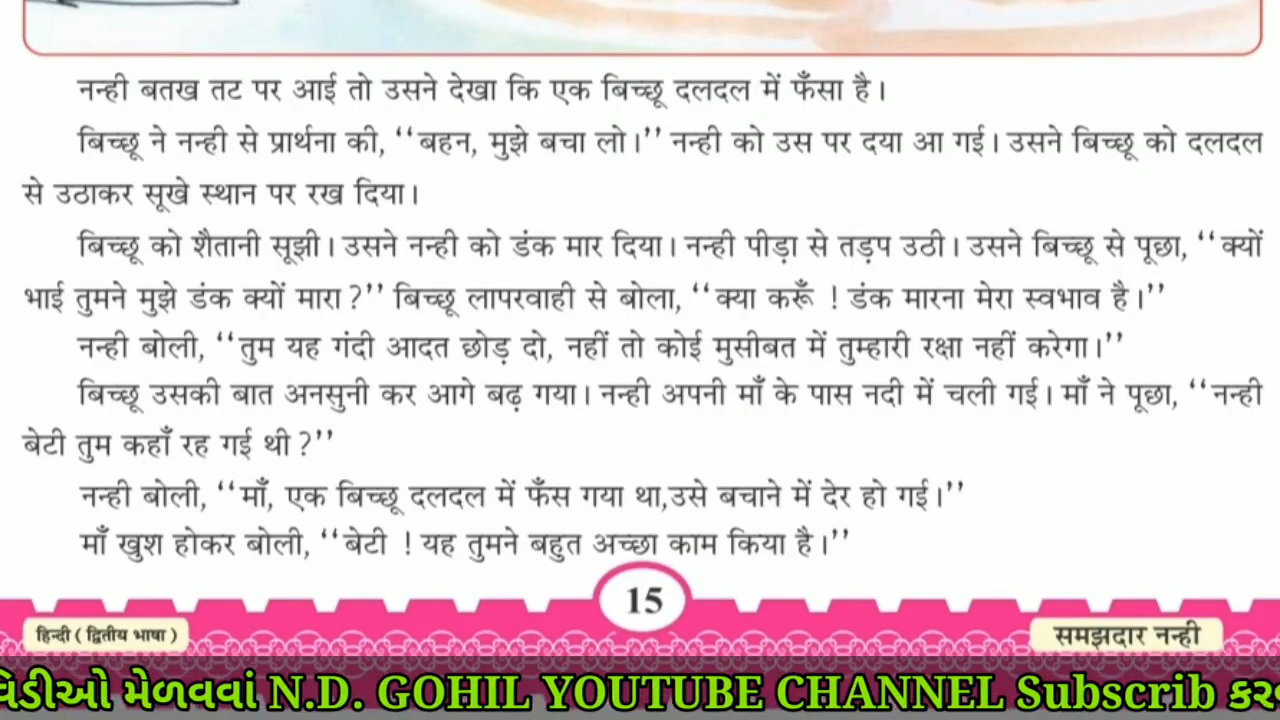 नन्ही बतख तट पर आई तो उसने देखा कि एक बिच्छू दलदल में फँसा है।
बिच्छू ने नन्ही से प्रार्थना की, ‘‘बहन, मुझे बचा लो।’’ नन्ही को उस पर दया आ गई। उसने बिच्छू को दलदल
से उठाकर सूखे स्थान पर रख दिया।
बिच्छू को शैतानी सूझी। उसने नन्ही को डंक मार दिया। नन्ही पीड़ा से तड़प उठी। उसने बिच्छू से पूछा, ‘‘क्यों
भाई तुमने मुझे डंक क्यों मारा ?’’ बिच्छू लापरवाही से बोला, ‘‘क्या करूँ ! डंक मारना मेरा स्वभाव है।’’
नन्ही बोली, ‘‘तुम यह गंदी आदत छोड़ दो, नहीं तो कोई मुसीबत में तुम्हारी रक्षा नहीं करेगा।’’
बिच्छू उसकी बात अनसुनी कर आगे बढ़ गया। नन्ही अपनी माँ के पास नदी में चली गई। माँ ने पूछा, ‘‘नन्ही
बेटी तुम कहाँ रह गई थी ?’’
नन्ही बोली, ‘‘माँ, एक बिच्छू दलदल में फँस गया था,उसे बचाने में देर हो गई।’’
माँ खुश होकर बोली, ‘‘बेटी ! यह तुमने बहुत अच्छा काम किया है।’’
15
हिन्दी ( द्वितीय भाषा )
समझदार नन्ही
મેળવવાં N.D. GOHIL YOUTUBE CHANNEL Subscrib